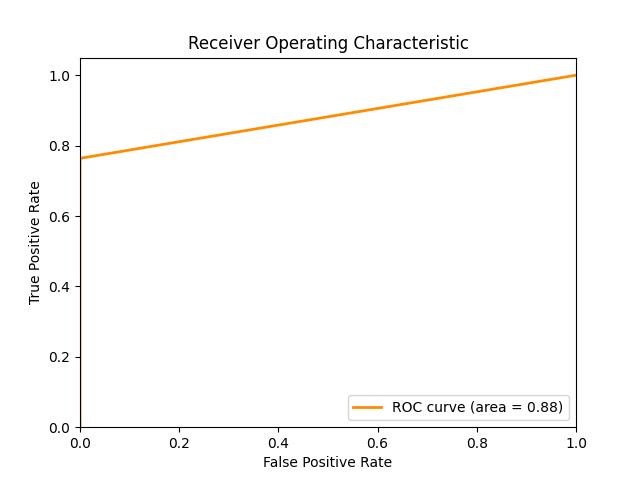 Receiver Operating Characteristic
1.0
0.8
0.6
0.4
0.2
0.0
True Positive Rate
ROC curve (area = 0.88)
0.0 0.2 0.4 0.6 0.8 1.0
False Positive Rate